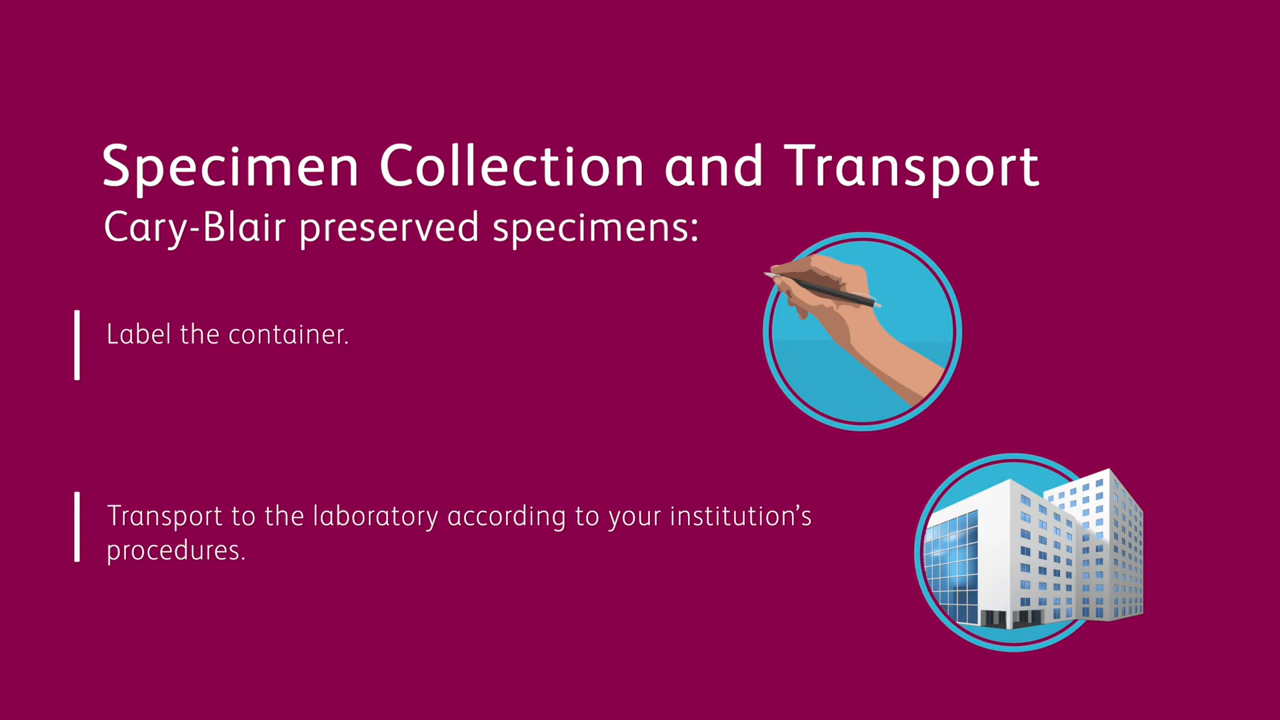 Specimen Collection and Transport
Cary-Blair preserved specimens:
Label the container.
Transport to the laboratory according to your institution’s
procedures.